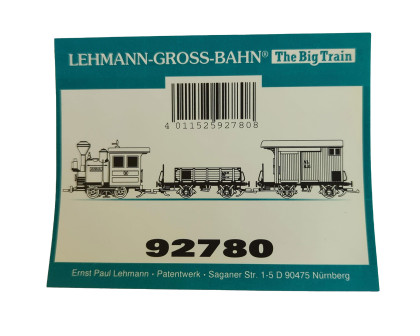 LEHMANN-GROSS-BAHN® The Big Train
4 011525 927808
92780
Ernst Paul Lehmann · Patentwerk · Saganer Str. 1-5 D 90475 Nürnberg